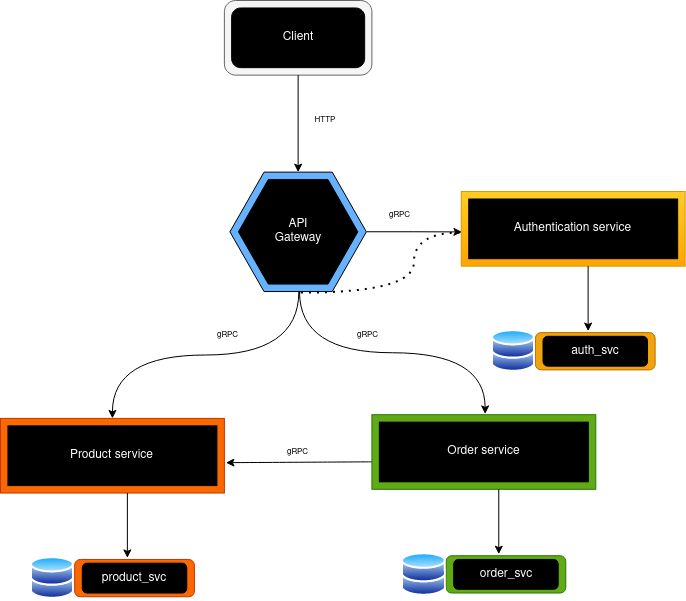 Client
HTTP
API
Gateway
gRPC
Authentication service
gRPC
gRPC
auth_svc
Product service
gRPC
Order service
product_svc
order_svc